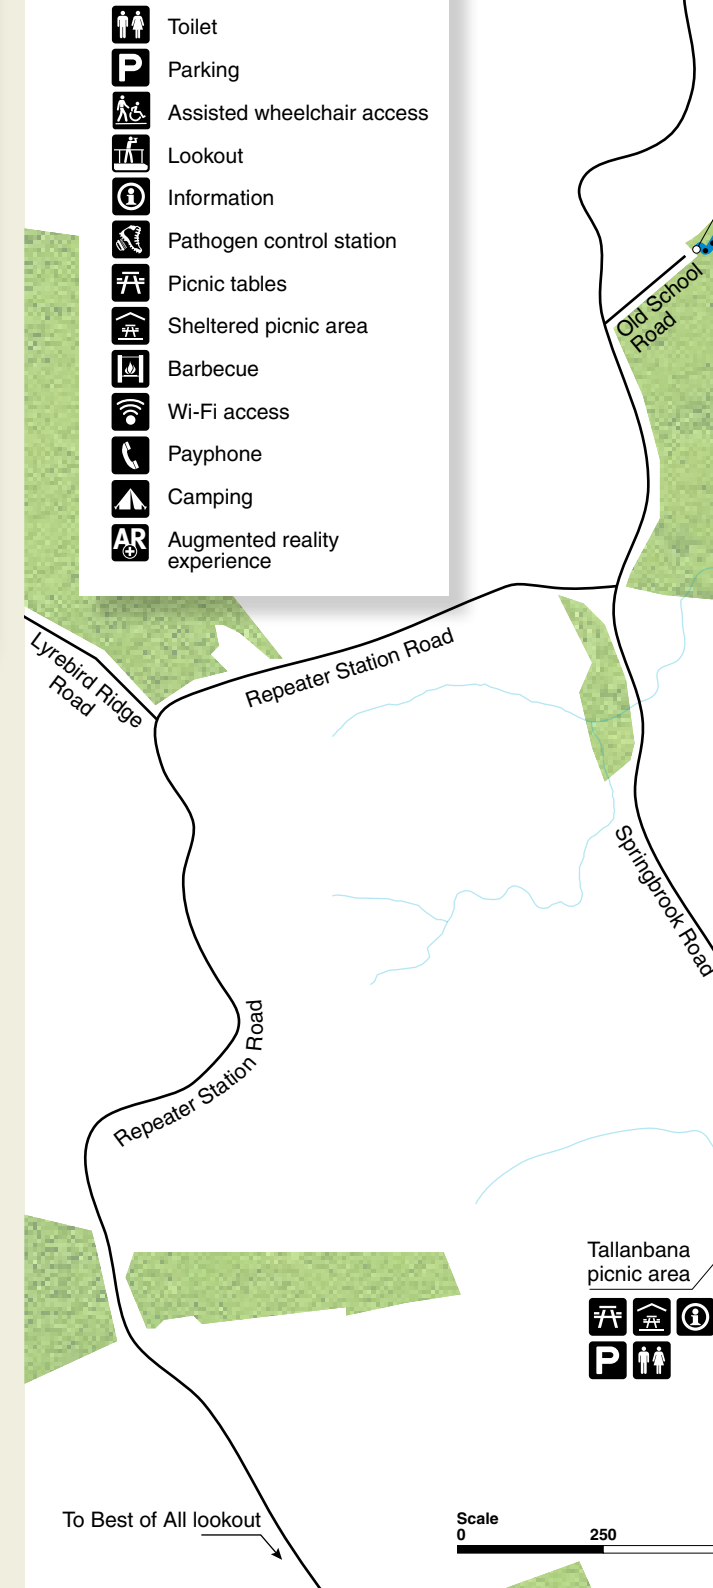 Toilet
P
Parking
Assisted wheelchair access
Lookout
Information
Pathogen control station
Picnic tables
Sheltered picnic area
Barbecue
Wi-Fi access
Payphone
Camping
AR
Augmented reality
experience
Old School
Road
Lyrebird Ridge
Road
Repeater Station Road
Springbrook Road
Repeater Station Road
Tallanbana
picnic area
P
To Best of All lookout
Scale
0 250